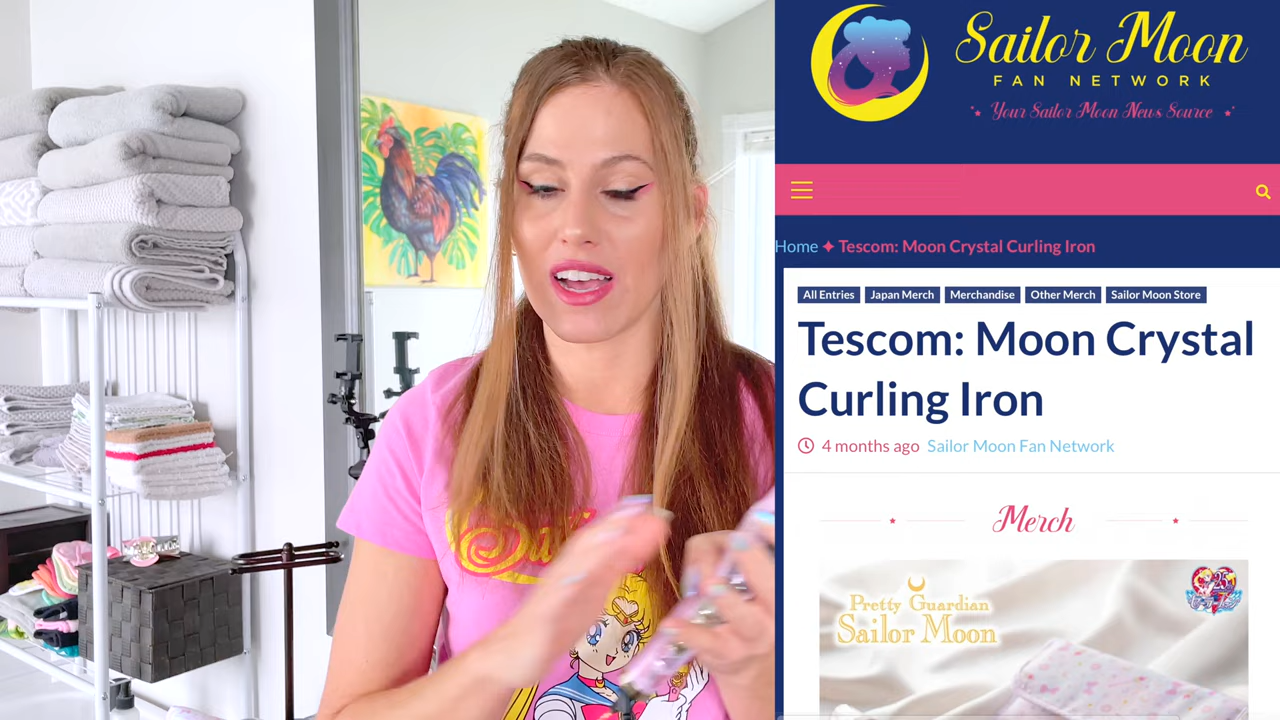 Sailor Moon
FAN NETWORK
Your Sailor Moon News Source
Home ✦ Tescom: Moon Crystal Curling Iron
All Entries Japan Merch Merchandise Other Merch Sailor Moon Store
Tescom: Moon Crystal
Curling Iron
4 months ago Sailor Moon Fan Network
Merch
Pretty Guardian
Sailor Moon
25